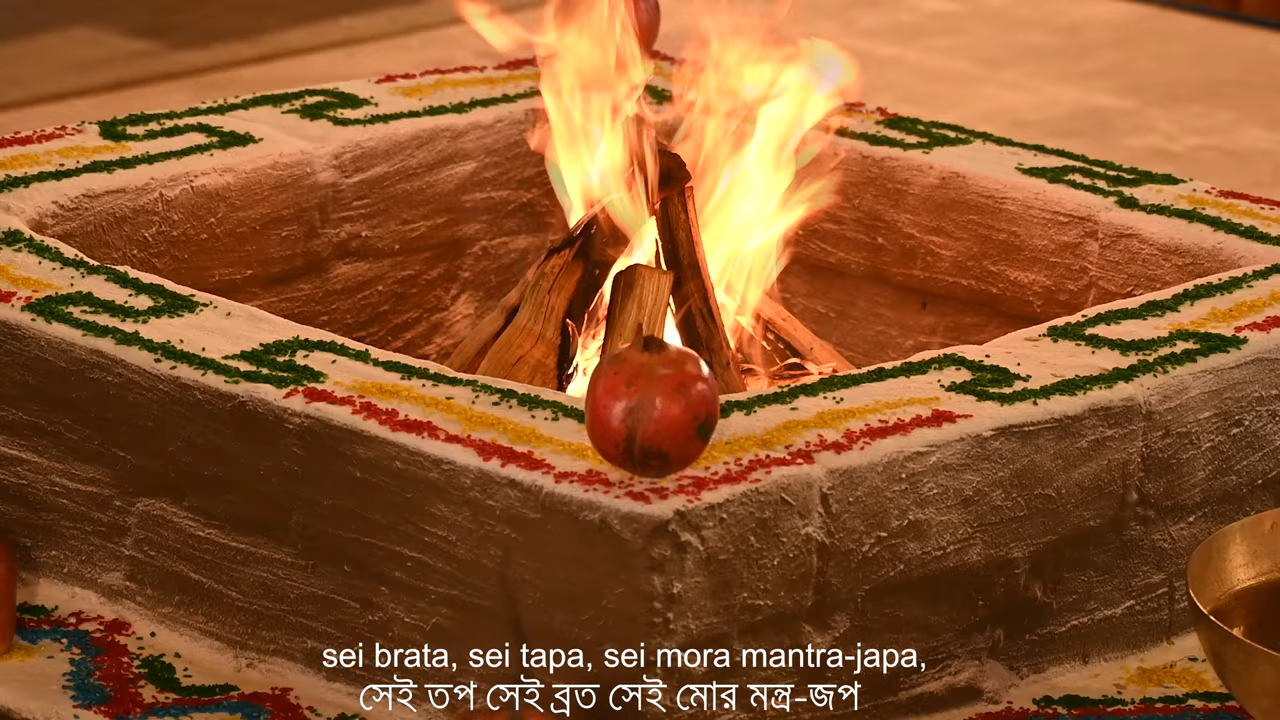 sei brata, sei tapa, sei mora mantra-japa,
সেই তপ সেই ব্রত সেই মোর মন্ত্র-জপ